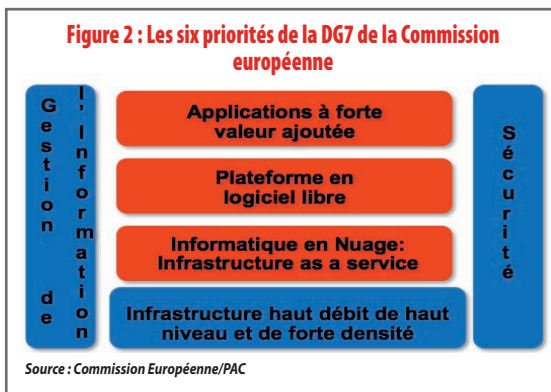 Figure 2 : Les six priorités de la DG7 de la Commission
européenne
Gestion de
l'Information
Applications à forte
valeur ajoutée
Plateforme en
logiciel libre
Informatique en Nuage:
Infrastructure as a service
Infrastructure haut débit de haut
niveau et de forte densité
Sécurité
Source : Commission Européenne/PAC